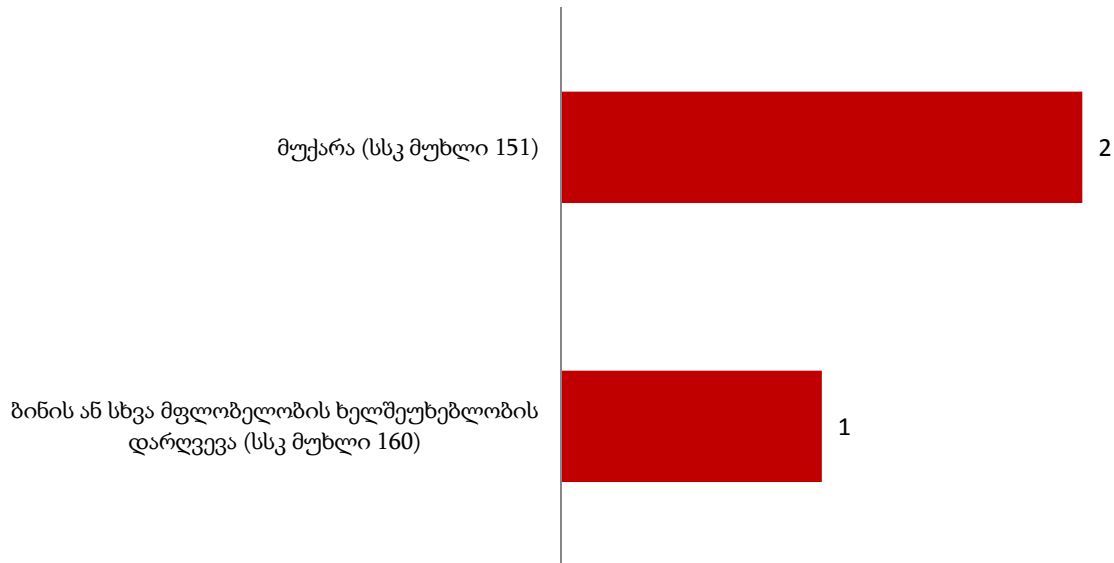 მუქარა (სსკ მუხლი 151)
2
ბინის ან სხვა მფლობელობის ხელშეუხებლობის
დარღვევა (სსკ მუხლი 160)
1